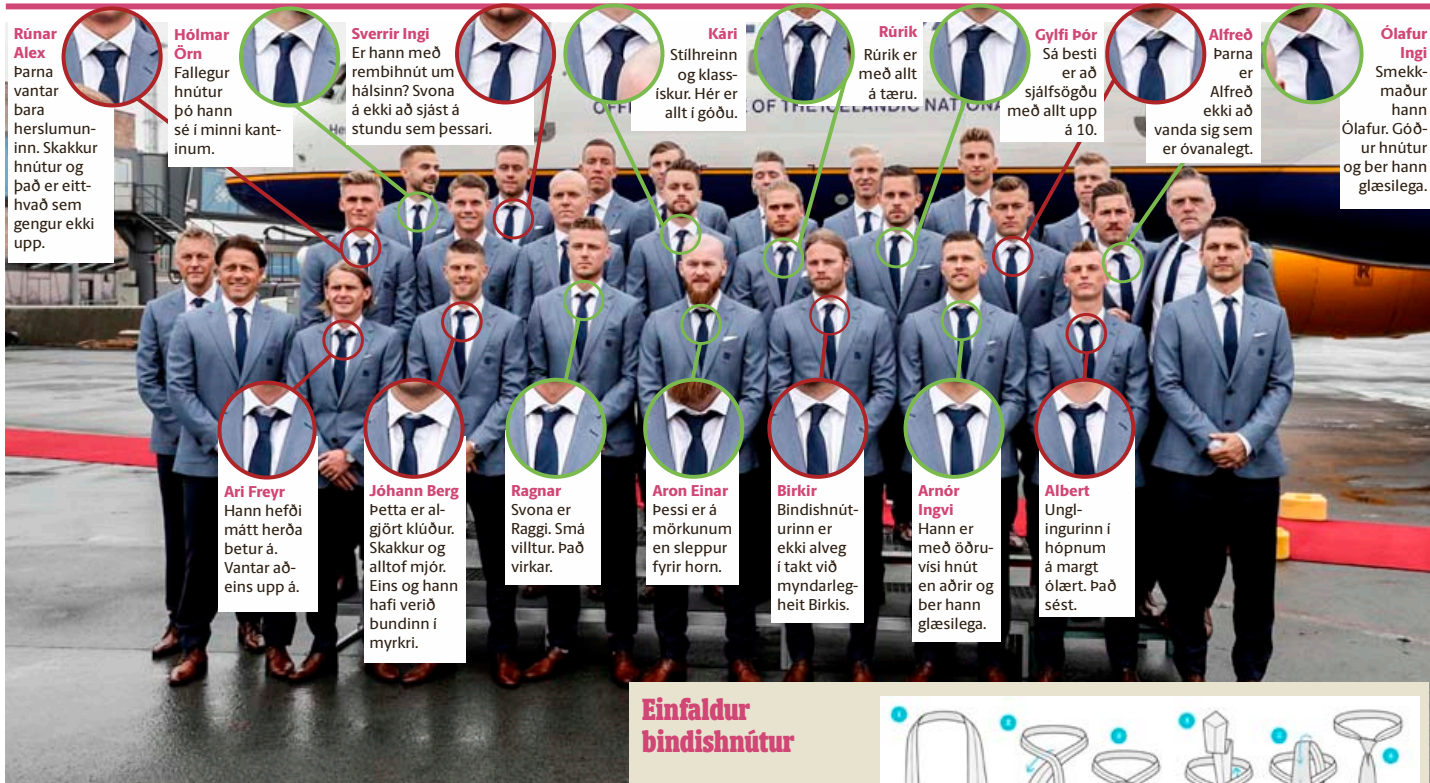 Rúnar
Alex
Þarna
vantar
bara
herslumun-
inn. Skakkur
hnútur og
það er eitt-
hvað sem
gengur ekki
upp.
Hólmar
Örn
Fallegur
hnútur
þó hann
sé í minni kant-
inum.
Sverrir Ingi
Er hann með
rembihnút um
hálsinn? Svona
á ekki að sjást á
stundu sem þessari.
Kári
Stílhreinn
og klass-
ískur. Hér er
allt í góðu.
Rúrik
Rúrik er
með allt
á tæru.
Gylfi Þór
Sá besti
er að
sjálfsögðu
með allt upp
á 10.
Alfreð
Þarna
er
Alfreð
ekki að
vanda sig sem
er óvanalegt.
Ólafur
Ingi
Smekk-
maður
hann
Ólafur. Góð-
ur hnútur
og ber hann
glæsilega.
OF THE ICELANDIC NATIONA
Ari Freyr
Hann hefði
mátt herða
betur á.
Vantar að-
eins upp á.
Jóhann Berg
Þetta er al-
gjört klúður.
Skakkur og
alltof mjór.
Eins og hann
hafi verið
bundinn í
myrkri.
Ragnar
Svona er
Raggi. Smá
villtur. Það
virkar.
Aron Einar
Þessi er á
mörkunum
en sleppur
fyrir horn.
Birkir
Bindishnút-
urinn er
ekki alveg
í takt við
myndarleg-
heit Birkis.
Arnór
Ingvi
Hann er
með öðru-
vísi hnút
en aðrir og
ber hann
glæsilega.
Albert
Ungl-
ingurinn í
hópnum
á margt
ólært. Það
sést.
Einfaldur
bindishnútur